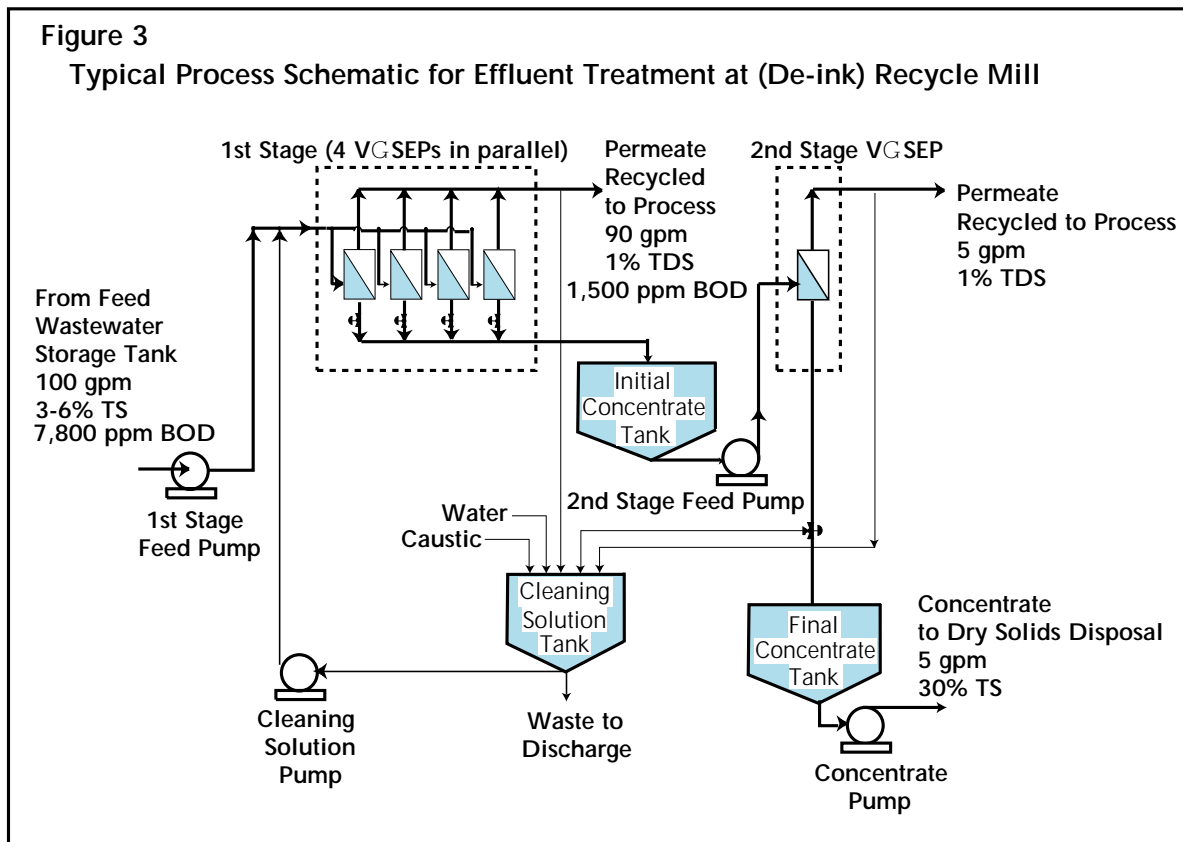 Figure 3
Typical Process Schematic for Effluent Treatment at (De-ink) Recycle Mill
1st Stage (4 VGSEPs in parallel)
Permeate
Recycled
to Process
90 gpm
1% TDS
1,500 ppm BOD
2nd Stage VGSEP
Permeate
Recycled to Process
5 gpm
1% TDS
From Feed
Wastewater
Storage Tank
100 gpm
3-6% TS
7,800 ppm BOD
1st Stage
Feed Pump
Initial
Concentrate
Tank
2nd Stage Feed Pump
Water
Caustic
Cleaning
Solution
Tank
Cleaning
Solution
Pump
Waste to
Discharge
Final
Concentrate
Tank
Concentrate
to Dry Solids Disposal
5 gpm
30% TS
Concentrate
Pump